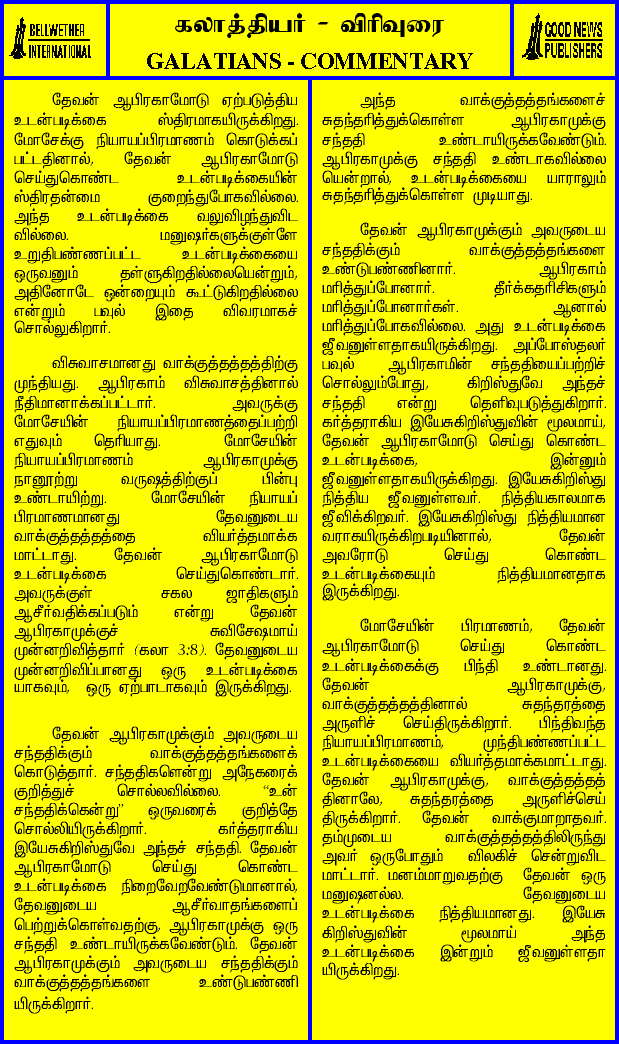 BELLWETHER
INTERNATIONAL
கலாத்தியர் - விரிவுரை
GALATIANS - COMMENTARY
GOOD NEWS
PUBLISHERS
தேவன் ஆபிரகாமோடு ஏற்படுத்திய
உடன்படிக்கை ஸ்திரமாகயிருக்கிறது.
மோசேக்கு நியாயப்பிரமாணம் கொடுக்கப்
பட்டதினால், தேவன் ஆபிரகாமோடு
செய்துகொண்ட உடன்படிக்கையின்
ஸ்திரதன்மை குறைந்துபோகவில்லை.
அந்த உடன்படிக்கை வலுவிழந்துவிட
வில்லை. மனுஷர்களுக்குள்ளே
உறுதிபண்ணப்பட்ட உடன்படிக்கையை
ஒருவனும் தள்ளுகிறதில்லையென்றும்,
அதினோடே ஒன்றையும் கூட்டுகிறதில்லை
என்றும் பவுல் இதை விவரமாகச்
சொல்லுகிறார்.
விசுவாசமானது வாக்குத்தத்தத்திற்கு
முந்தியது. ஆபிரகாம் விசுவாசத்தினால்
நீதிமானாக்கப்பட்டார். அவருக்கு
மோசேயின் நியாயப்பிரமாணத்தைப்பற்றி
எதுவும் தெரியாது. மோசேயின்
நியாயப்பிரமாணம் ஆபிரகாமுக்கு
நானூற்று வருஷத்திற்குப் பின்பு
உண்டாயிற்று. மோசேயின் நியாயப்
பிரமாணமானது தேவனுடைய
வாக்குத்தத்தத்தை வியர்த்தமாக்க
மாட்டாது. தேவன் ஆபிரகாமோடு
உடன்படிக்கை செய்துகொண்டார்.
அவருக்குள் சகல ஜாதிகளும்
ஆசீர்வதிக்கப்படும் என்று தேவன்
ஆபிரகாமுக்குச் சுவிசேஷமாய்
முன்னறிவித்தார் (கலா 3:8). தேவனுடைய
முன்னறிவிப்பானது ஒரு உடன்படிக்கை
யாகவும், ஒரு ஏற்பாடாகவும் இருக்கிறது.
தேவன் ஆபிரகாமுக்கும் அவருடைய
சந்ததிக்கும் வாக்குத்தத்தங்களைக்
கொடுத்தார். சந்ததிகளென்று அநேகரைக்
குறித்துச் சொல்லவில்லை. "உன்
சந்ததிக்கென்று" ஒருவரைக் குறித்தே
சொல்லியிருக்கிறார். கர்த்தராகிய
இயேசுகிறிஸ்துவே அந்தச் சந்ததி. தேவன்
ஆபிரகாமோடு செய்து கொண்ட
உடன்படிக்கை நிறைவேறவேண்டுமானால்,
தேவனுடைய ஆசீர்வாதங்களைப்
பெற்றுக்கொள்வதற்கு, ஆபிரகாமுக்கு ஒரு
சந்ததி உண்டாயிருக்கவேண்டும். தேவன்
ஆபிரகாமுக்கும் அவருடைய சந்ததிக்கும்
வாக்குத்தத்தங்களை உண்டுபண்ணி
யிருக்கிறார்.
அந்த வாக்குத்தத்தங்களைச்
சுதந்தரித்துக்கொள்ள ஆபிரகாமுக்கு
சந்ததி உண்டாயிருக்கவேண்டும்.
ஆபிரகாமுக்கு சந்ததி உண்டாகவில்லை
யென்றால், உடன்படிக்கையை யாராலும்
சுதந்தரித்துக்கொள்ள முடியாது.
தேவன் ஆபிரகாமுக்கும் அவருடைய
சந்ததிக்கும் வாக்குத்தத்தங்களை
உண்டுபண்ணினார். ஆபிரகாம்
மரித்துப்போனார். தீர்க்கதரிசிகளும்
மரித்துப்போனார்கள். ஆனால்
மரித்துப்போகவில்லை. அது உடன்படிக்கை
ஜீவனுள்ளதாகயிருக்கிறது. அப்போஸ்தலர்
பவுல் ஆபிரகாமின் சந்ததியைப்பற்றிச்
சொல்லும்போது, கிறிஸ்துவே அந்தச்
சந்ததி என்று தெளிவுபடுத்துகிறார்.
கர்த்தராகிய இயேசுகிறிஸ்துவின் மூலமாய்,
தேவன் ஆபிரகாமோடு செய்து கொண்ட
உடன்படிக்கை, இன்னும்
ஜீவனுள்ளதாகயிருக்கிறது. இயேசுகிறிஸ்து
நித்திய ஜீவனுள்ளவர். நித்தியகாலமாக
ஜீவிக்கிறவர். இயேசுகிறிஸ்து நித்தியமான
வராகயிருக்கிறபடியினால், தேவன்
அவரோடு செய்து கொண்ட
உடன்படிக்கையும் நித்தியமானதாக
இருக்கிறது.
மோசேயின் பிரமாணம், தேவன்
ஆபிரகாமோடு செய்து கொண்ட
உடன்படிக்கைக்கு பிந்தி உண்டானது.
தேவன் ஆபிரகாமுக்கு,
வாக்குத்தத்தத்தினால் சுதந்தரத்தை
அருளிச் செய்திருக்கிறார். பிந்திவந்த
நியாயப்பிரமாணம், முந்திபண்ணப்பட்ட
உடன்படிக்கையை வியர்த்தமாக்கமாட்டாது.
தேவன் ஆபிரகாமுக்கு, வாக்குத்தத்தத்
தினாலே, சுதந்தரத்தை அருளிச்செய்
திருக்கிறார். தேவன் வாக்குமாறாதவர்.
தம்முடைய வாக்குத்தத்தத்திலிருந்து
அவர் ஒருபோதும் விலகிச் சென்றுவிட
மாட்டார். மனம்மாறுவதற்கு தேவன் ஒரு
மனுஷனல்ல. தேவனுடைய
உடன்படிக்கை நித்தியமானது. இயேசு
கிறிஸ்துவின் மூலமாய் அந்த
உடன்படிக்கை இன்றும் ஜீவனுள்ளதா
யிருக்கிறது.